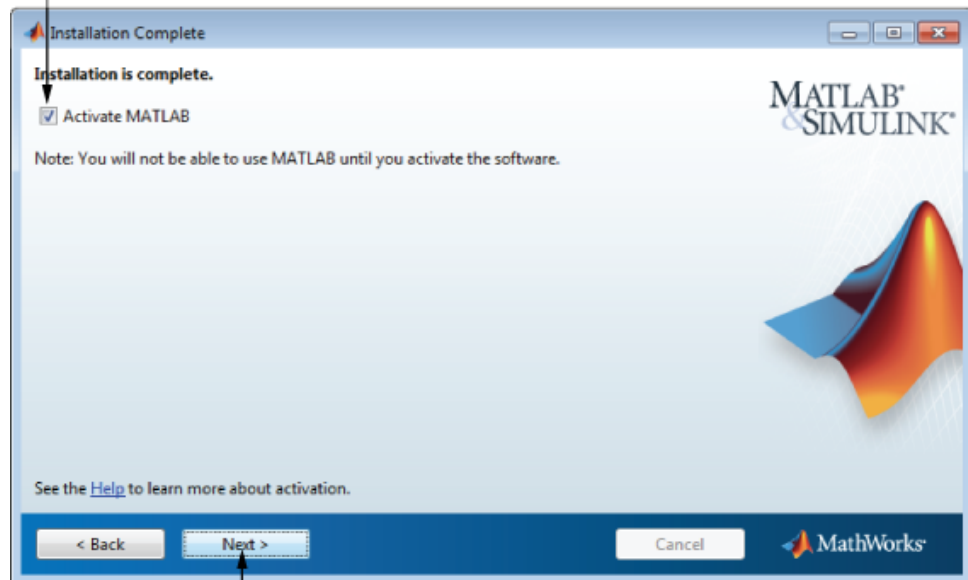 Installation Complete
Installation is complete.
Activate MATLAB
Note: You will not be able to use MATLAB until you activate the software.
MATLAB®
&SIMULINK®
See the Help to learn more about activation.
< Back
Next >
Cancel
MathWorks®